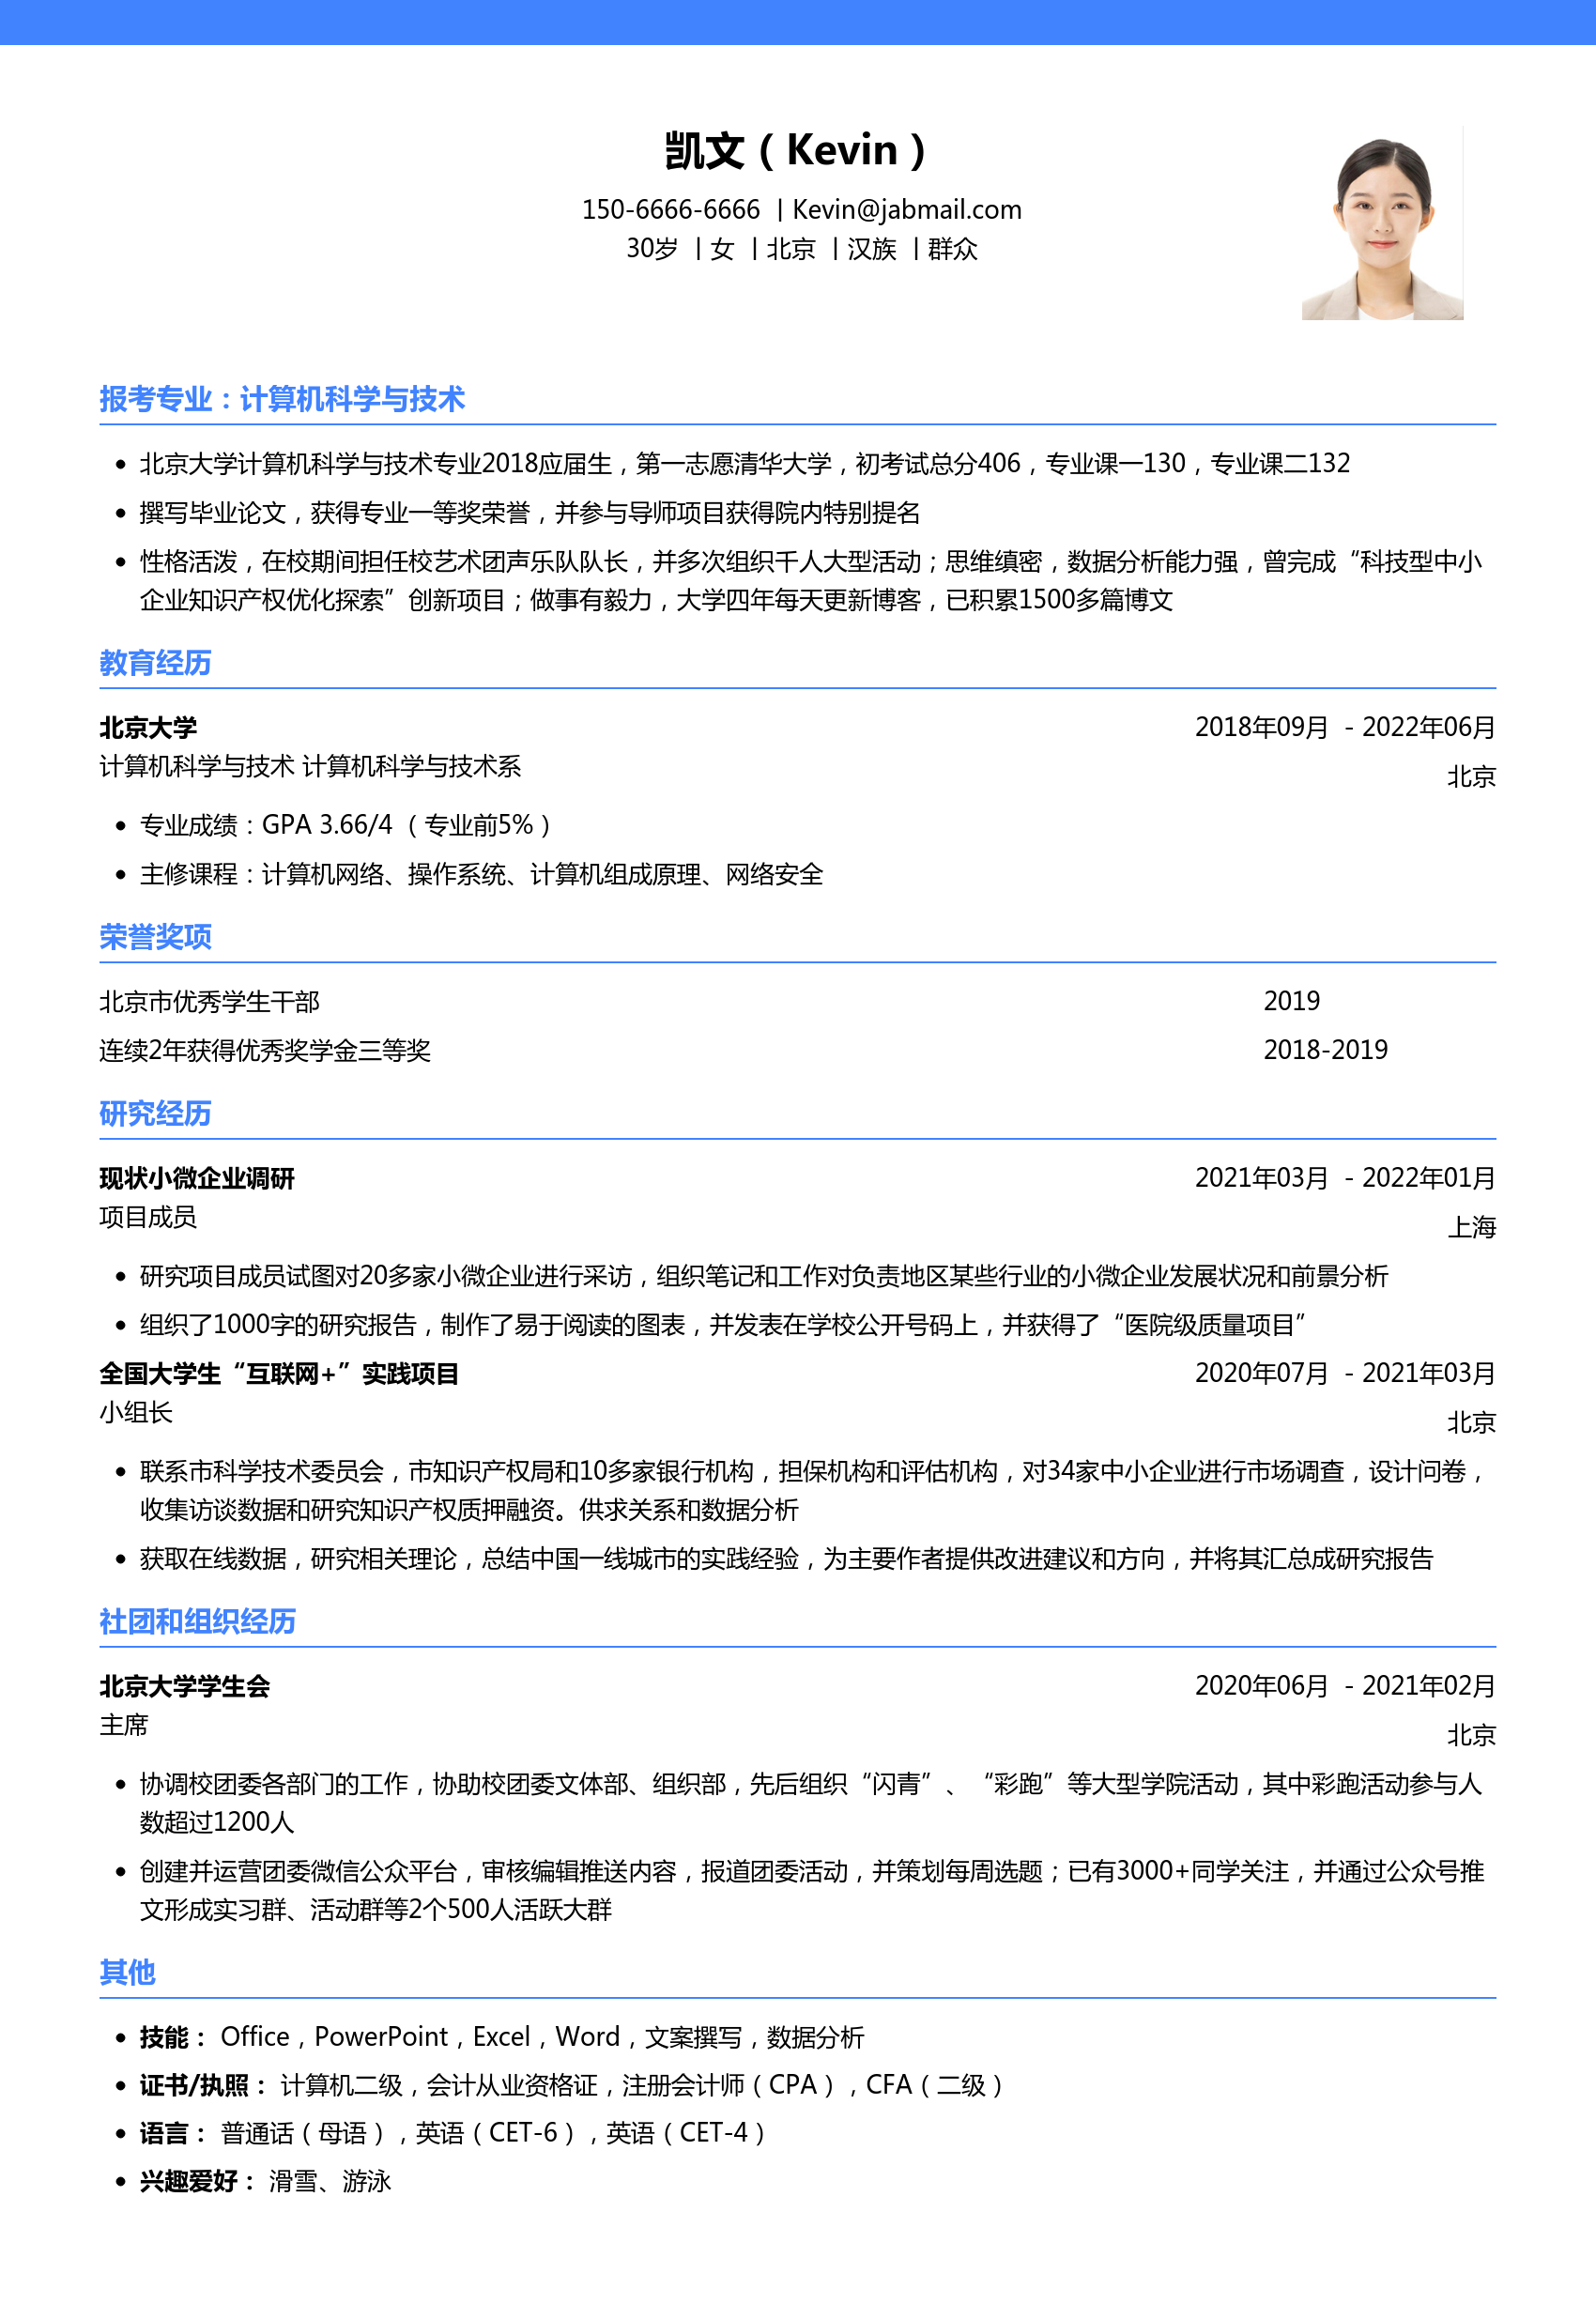 凯文（Kevin）
150-6666-6666 | Kevin@jabmail.com
30岁 | 女 | 北京 | 汉族 | 群众
报考专业：计算机科学与技术
• 北京大学计算机科学与技术专业2018应届生，第一志愿清华大学，初考试总分406，专业课一130，专业课二132
• 撰写毕业论文，获得专业一等奖荣誉，并参与导师项目获得院内特别提名
• 性格活泼，在校期间担任校艺术团声乐队队长，并多次组织千人大型活动；思维缜密，数据分析能力强，曾完成“科技型中小
企业知识产权优化探索”创新项目；做事有毅力，大学四年每天更新博客，已积累1500多篇博文
教育经历
北京大学 2018年09月 - 2022年06月
计算机科学与技术 计算机科学与技术系
北京
• 专业成绩：GPA 3.66/4（专业前5%）
• 主修课程：计算机网络、操作系统、计算机组成原理、网络安全
荣誉奖项
北京市优秀学生干部 2019
连续2年获得优秀奖学金三等奖 2018-2019
研究经历
现状小微企业调研 2021年03月 - 2022年01月
项目成员
上海
• 研究项目成员试图对20多家小微企业进行采访，组织笔记和工作对负责地区某些行业的小微企业发展状况和前景分析
• 组织了1000字的研究报告，制作了易于阅读的图表，并发表在学校公开号码上，并获得了“医院级质量项目”
全国大学生“互联网+”实践项目 2020年07月 - 2021年03月
小组长
北京
• 联系市科学技术委员会，市知识产权局和10多家银行机构，担保机构和评估机构，对34家中小企业进行市场调查，设计问卷，
收集访谈数据和研究知识产权质押融资。供求关系和数据分析
• 获取在线数据，研究相关理论，总结中国一线城市的实践经验，为主要作者提供改进建议和方向，并将其汇总成研究报告
社团和组织经历
北京大学学生会 2020年06月 - 2021年02月
主席
北京
• 协调校团委各部门的工作，协助校团委文体部、组织部，先后组织“闪青”、“彩跑”等大型学院活动，其中彩跑活动参与人
数超过1200人
• 创建并运营团委微信公众平台，审核编辑推送内容，报道团委活动，并策划每周选题；已有3000+同学关注，并通过公众号推
文形成实习群、活动群等2个500人活跃大群
其他
• 技能： Office，PowerPoint，Excel，Word，文案撰写，数据分析
• 证书/执照： 计算机二级，会计从业资格证，注册会计师（CPA），CFA（二级）
• 语言： 普通话（母语），英语（CET-6），英语（CET-4）
• 兴趣爱好： 滑雪、游泳